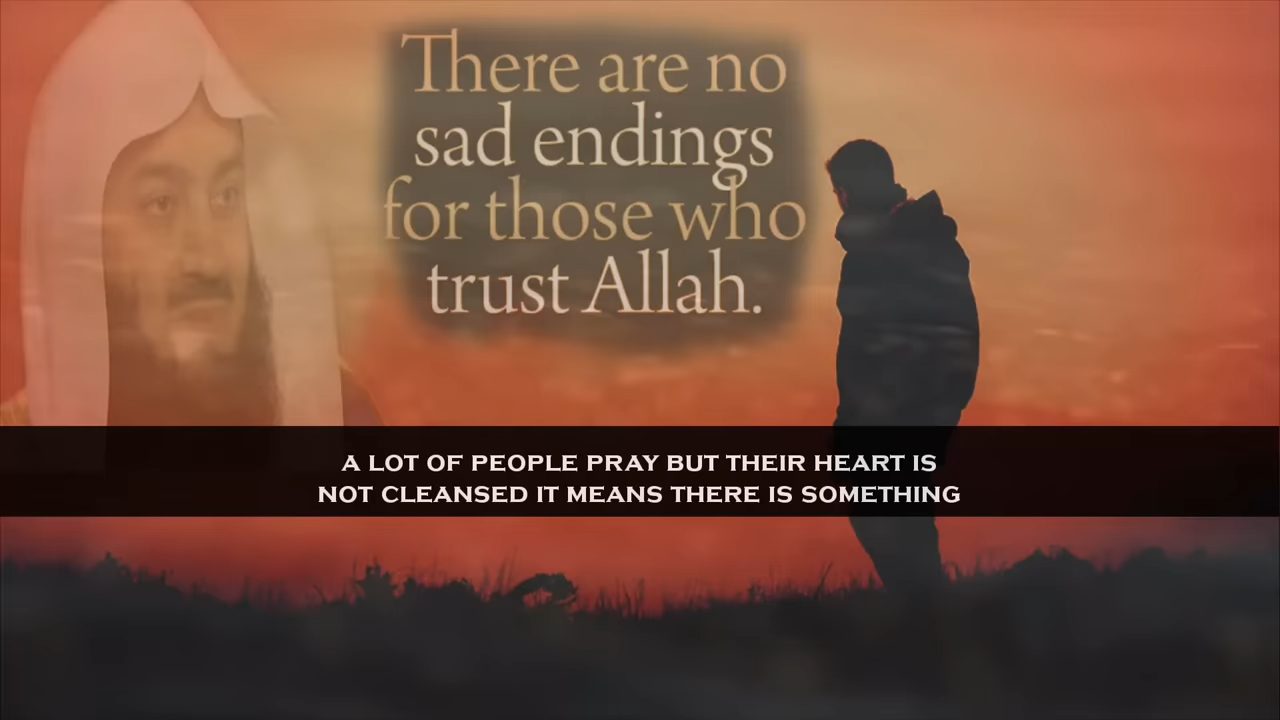 There are no
sad endings
for those who
trust Allah.
A LOT OF PEOPLE PRAY BUT THEIR HEART IS
NOT CLEANSED IT MEANS THERE IS SOMETHING